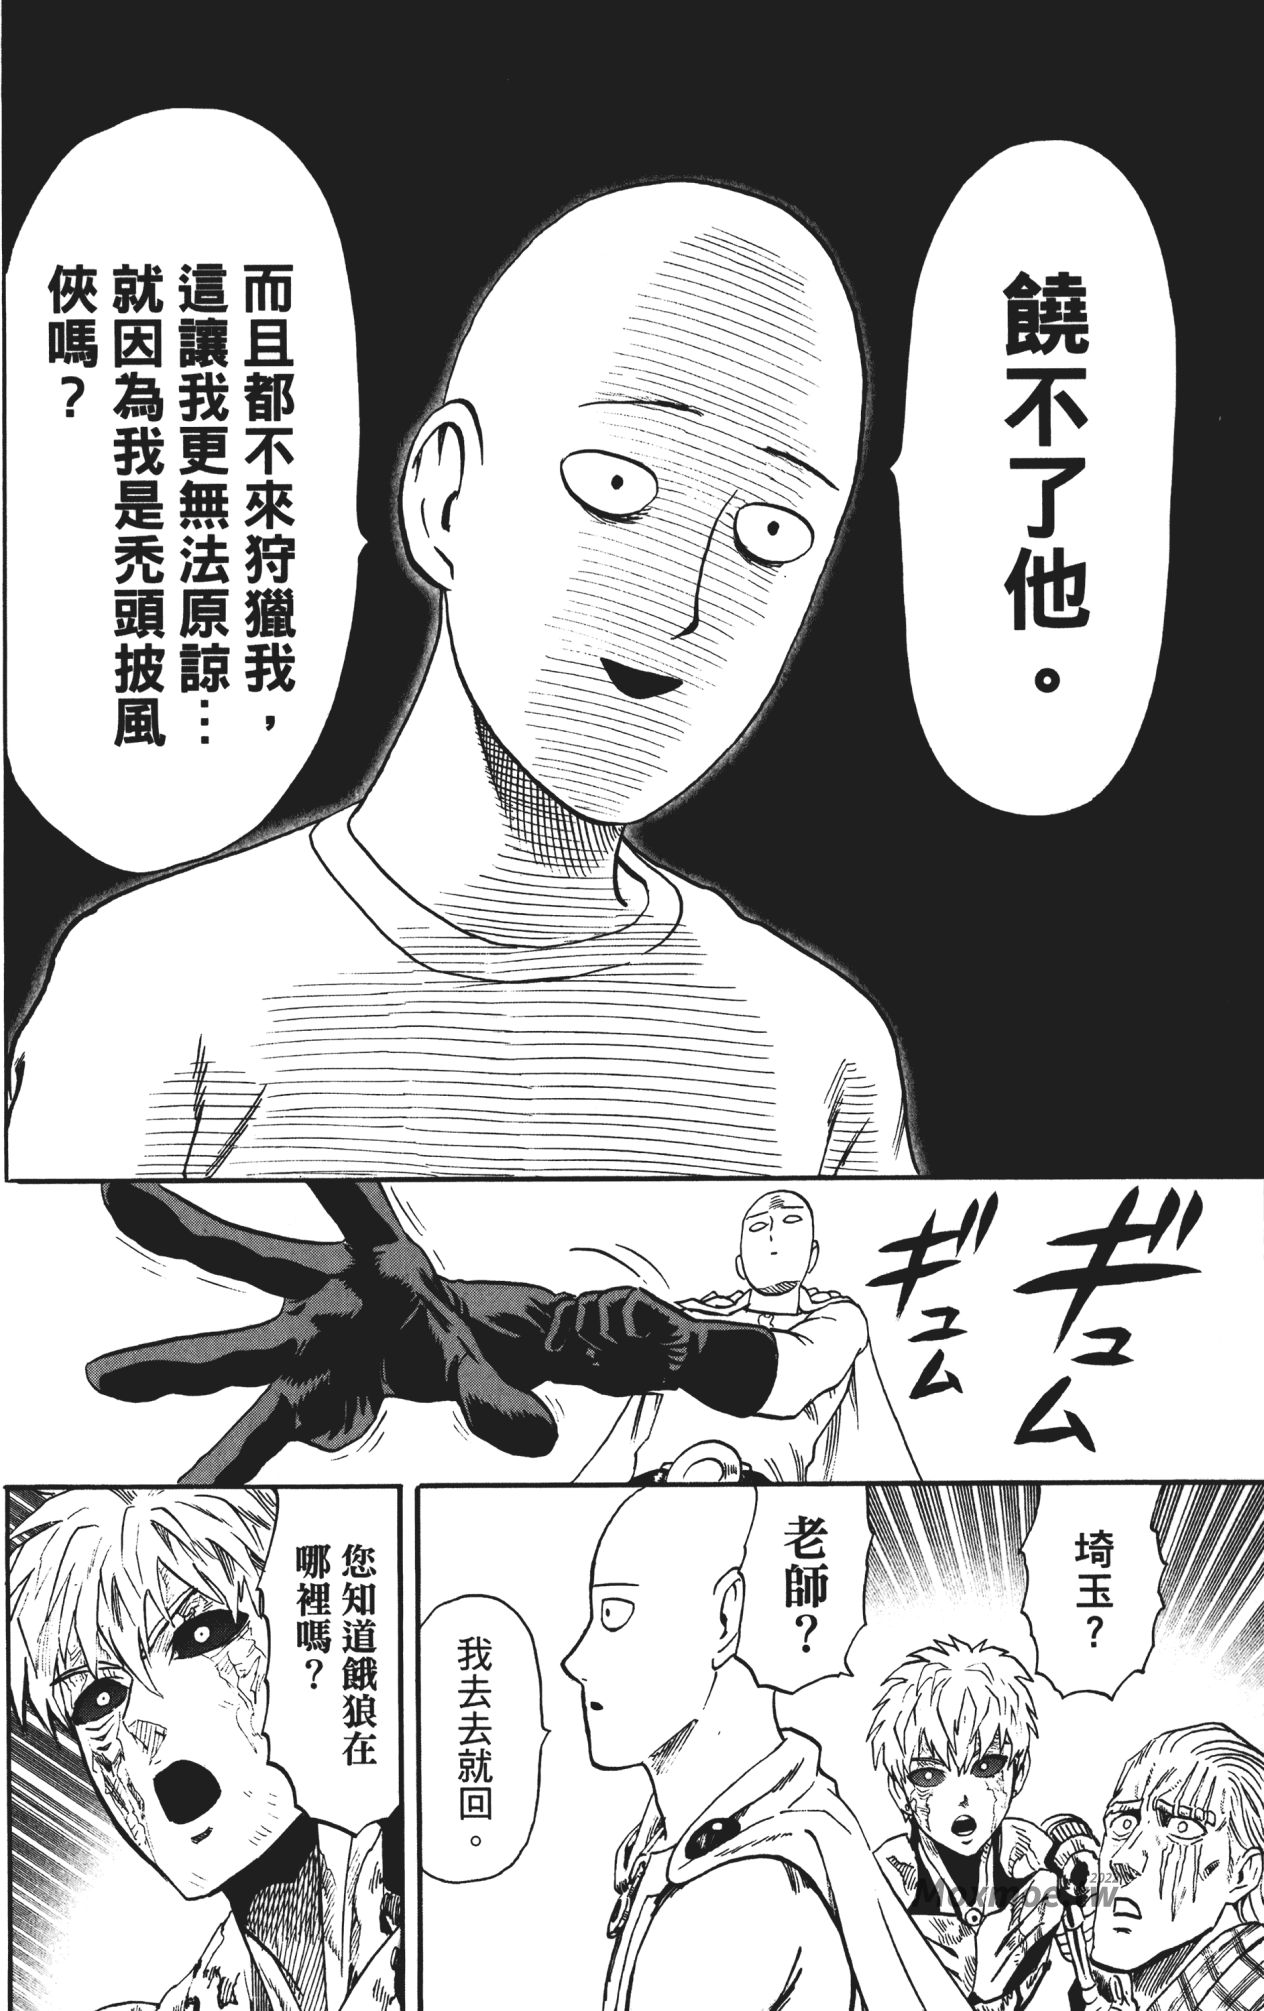 饒不了他。
而且都不來狩獵我，
這讓我更無法原諒…
就因為我是禿頭披風
俠嗎？
ギュム
ギュム
埼玉？
老師？
我去去就回。
您知道餓狼在
哪裡嗎？